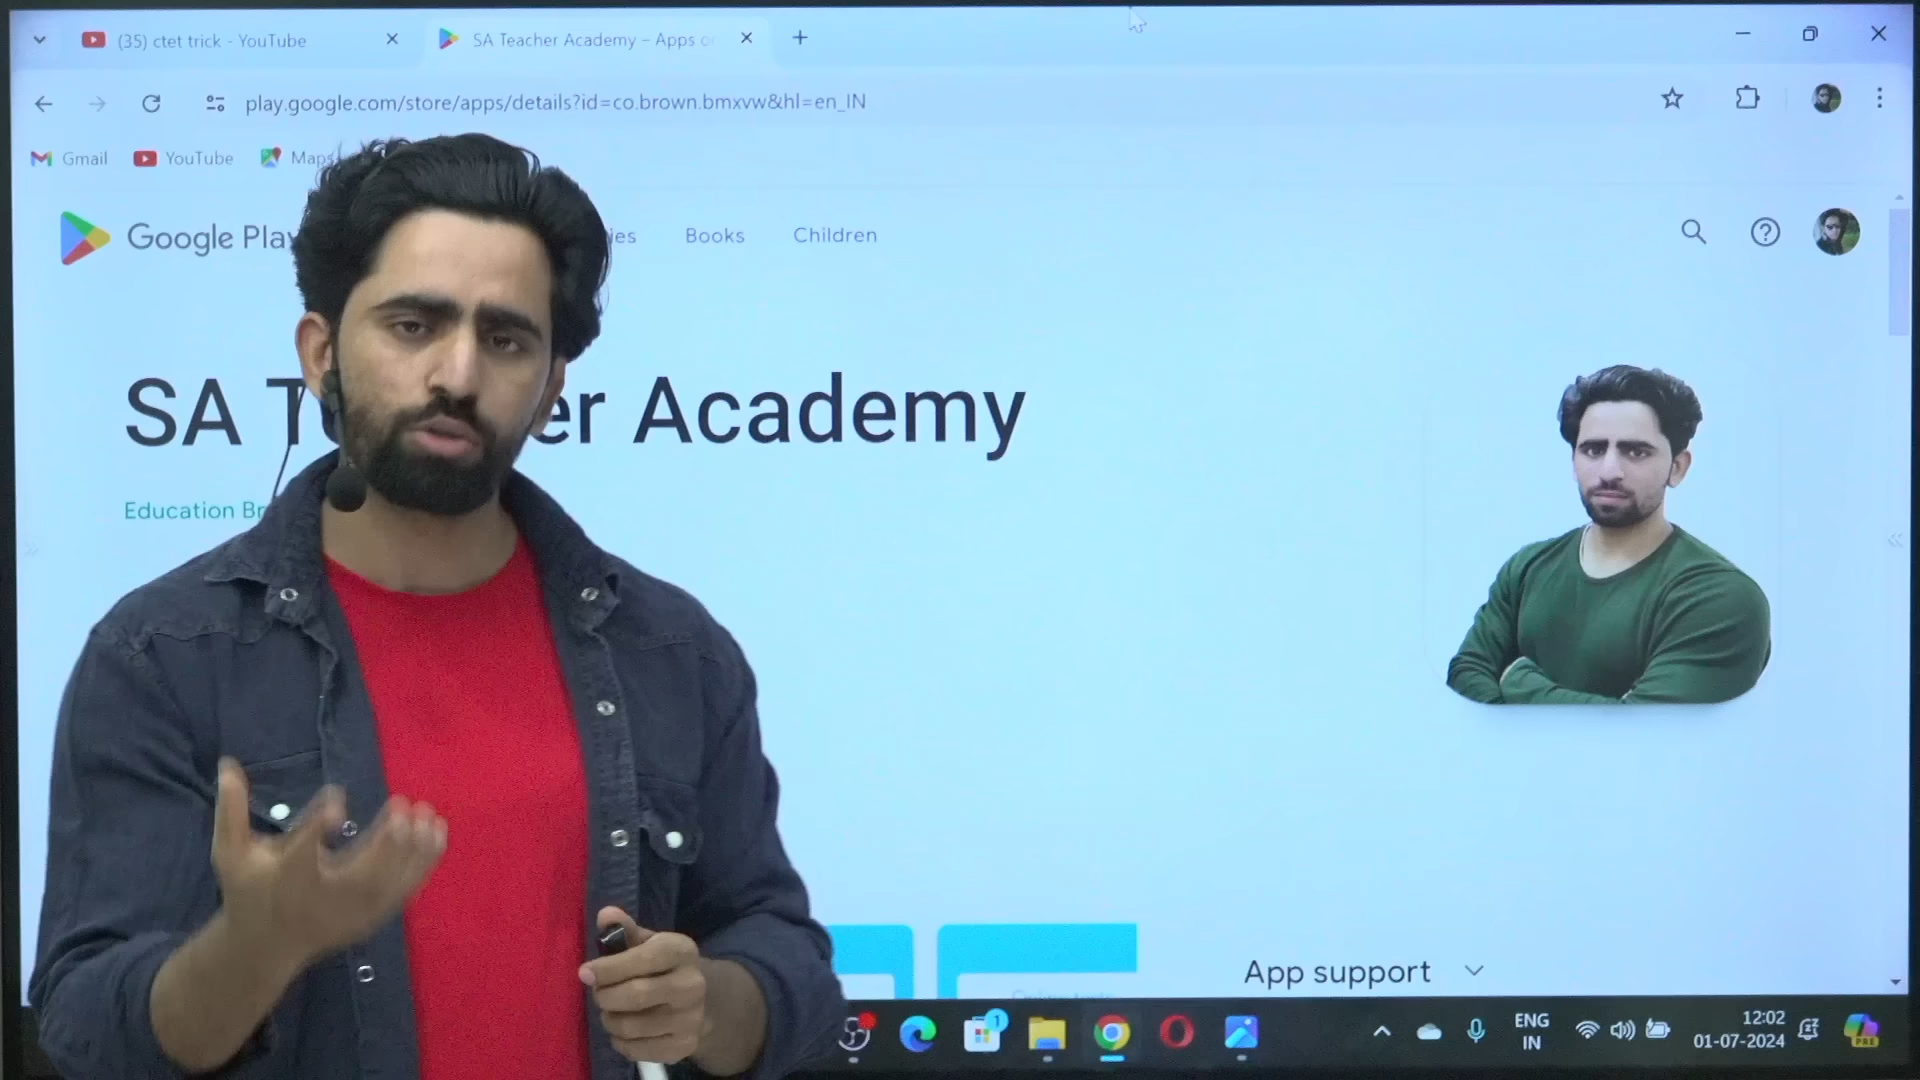 (35) ctet trick - YouTube
SA Teacher Academy – Apps o
play.google.com/store/apps/details?id=co.brown.bmxvw&hl=en_IN
Gmail
YouTube
Maps
Google Play
Books
Children
SA T er Academy
Education Br
App support
1
ENG
IN
12:02
01-07-2024
PRE